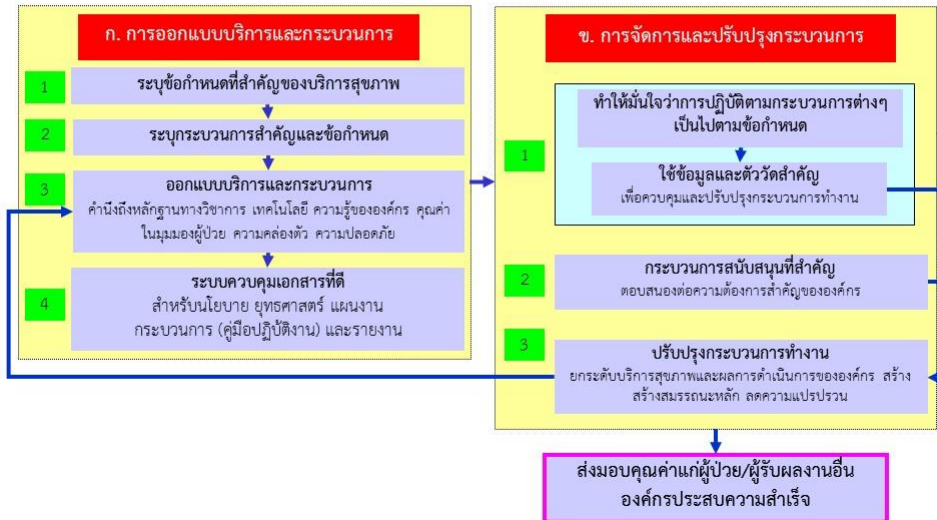 ก. การออกแบบบริการและกระบวนการ
1
ระบุข้อกำหนดที่สำคัญของบริการสุขภาพ
2
ระบุกระบวนการสำคัญและข้อกำหนด
3
ออกแบบบริการและกระบวนการ
คำนึงถึงหลักฐานทางวิชาการ เทคโนโลยี ความรู้ขององค์กร คุณค่า
ในมุมมองผู้ป่วย ความคล่องตัว ความปลอดภัย
4
ระบบควบคุมเอกสารที่ดี
สำหรับนโยบาย ยุทธศาสตร์ แผนงาน
กระบวนการ (คู่มือปฏิบัติงาน) และรายงาน
ข. การจัดการและปรับปรุงกระบวนการ
1
ทำให้มั่นใจว่าการปฏิบัติตามกระบวนการต่างๆ
เป็นไปตามข้อกำหนด
ใช้ข้อมูลและตัววัดสำคัญ
เพื่อควบคุมและปรับปรุงกระบวนการทำงาน
2
กระบวนการสนับสนุนที่สำคัญ
ตอบสนองต่อความต้องการสำคัญขององค์กร
3
ปรับปรุงกระบวนการทำงาน
ยกระดับบริการสุขภาพและผลการดำเนินการขององค์กร สร้าง
สร้างสมรรถนะหลัก ลดความแปรปรวน
ส่งมอบคุณค่าแก่ผู้ป่วย/ผู้รับผลงานอื่น
องค์กรประสบความสำเร็จ